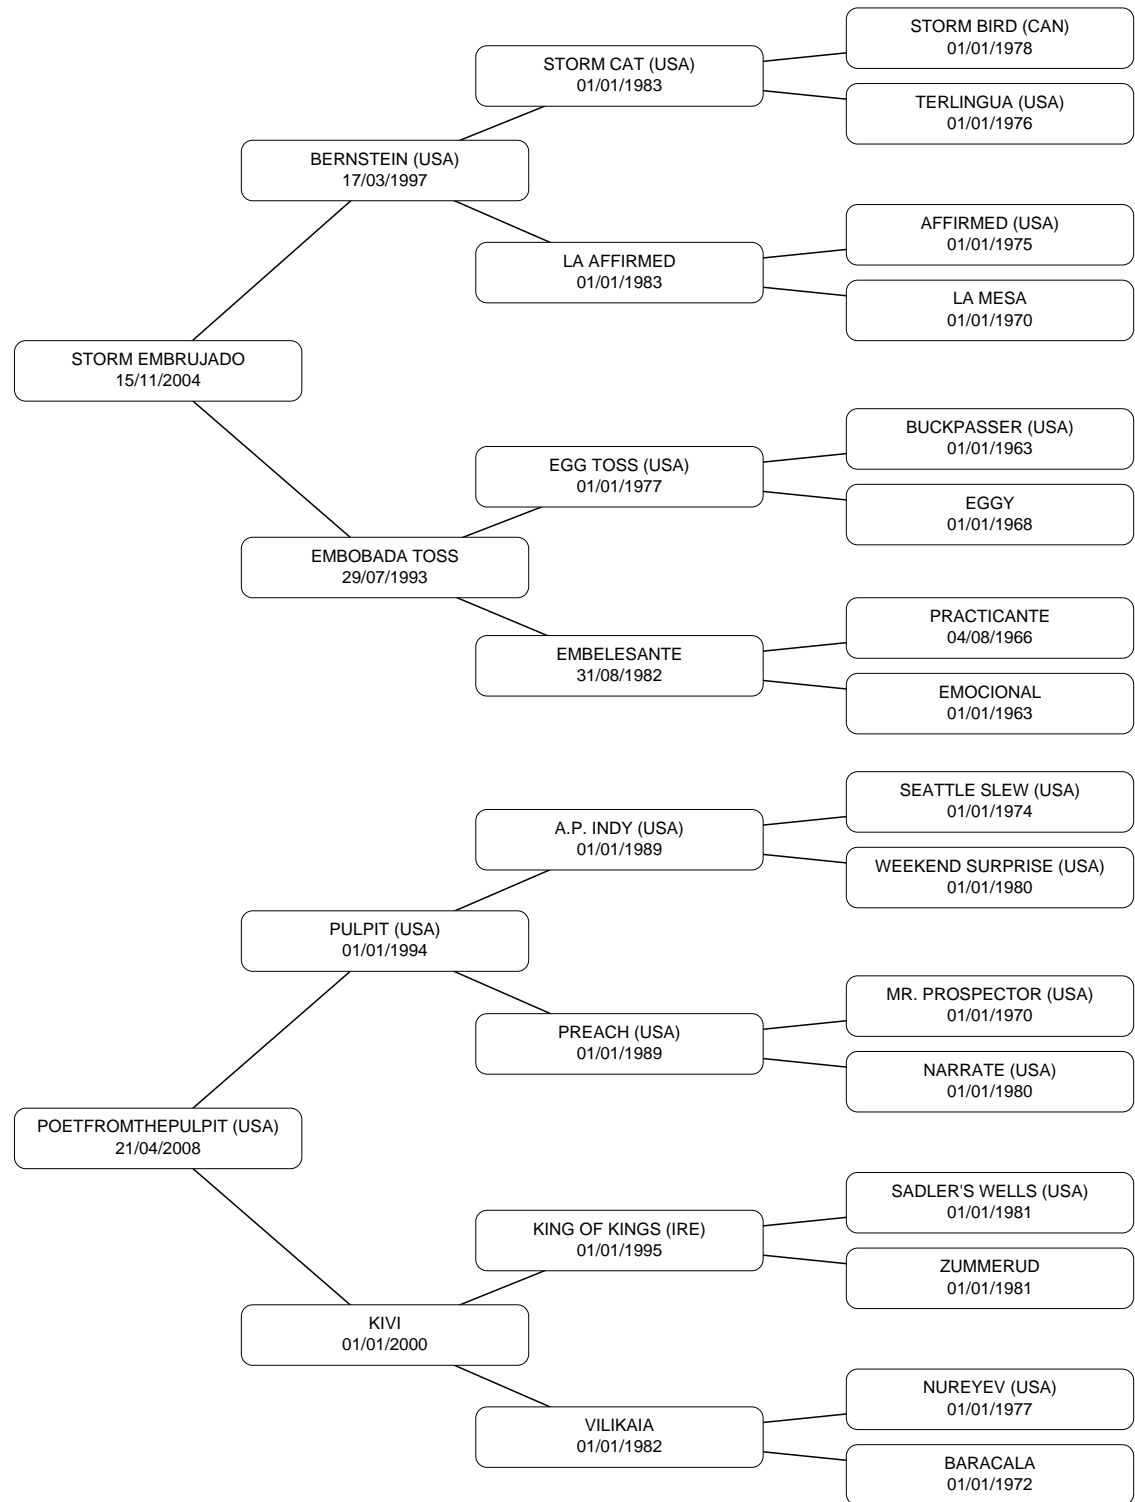 STORM BIRD (CAN)
01/01/1978
STORM CAT (USA)
01/01/1983
TERLINGUA (USA)
01/01/1976
BERNSTEIN (USA)
17/03/1997
AFFIRMED (USA)
01/01/1975
LA AFFIRMED
01/01/1983
LA MESA
01/01/1970
STORM EMBRUJADO
15/11/2004
BUCKPASSER (USA)
01/01/1963
EGG TOSS (USA)
01/01/1977
EGGY
01/01/1968
EMBOBADA TOSS
29/07/1993
PRACTICANTE
04/08/1966
EMBELESANTE
31/08/1982
EMOCIONAL
01/01/1963
SEATTLE SLEW (USA)
01/01/1974
A.P. INDY (USA)
01/01/1989
WEEKEND SURPRISE (USA)
01/01/1980
PULPIT (USA)
01/01/1994
MR. PROSPECTOR (USA)
01/01/1970
PREACH (USA)
01/01/1989
NARRATE (USA)
01/01/1980
POETFROMTHEPULPIT (USA)
21/04/2008
SADLER'S WELLS (USA)
01/01/1981
KING OF KINGS (IRE)
01/01/1995
ZUMMERUD
01/01/1981
KIVI
01/01/2000
NUREYEV (USA)
01/01/1977
VILIKAIA
01/01/1982
BARACALA
01/01/1972